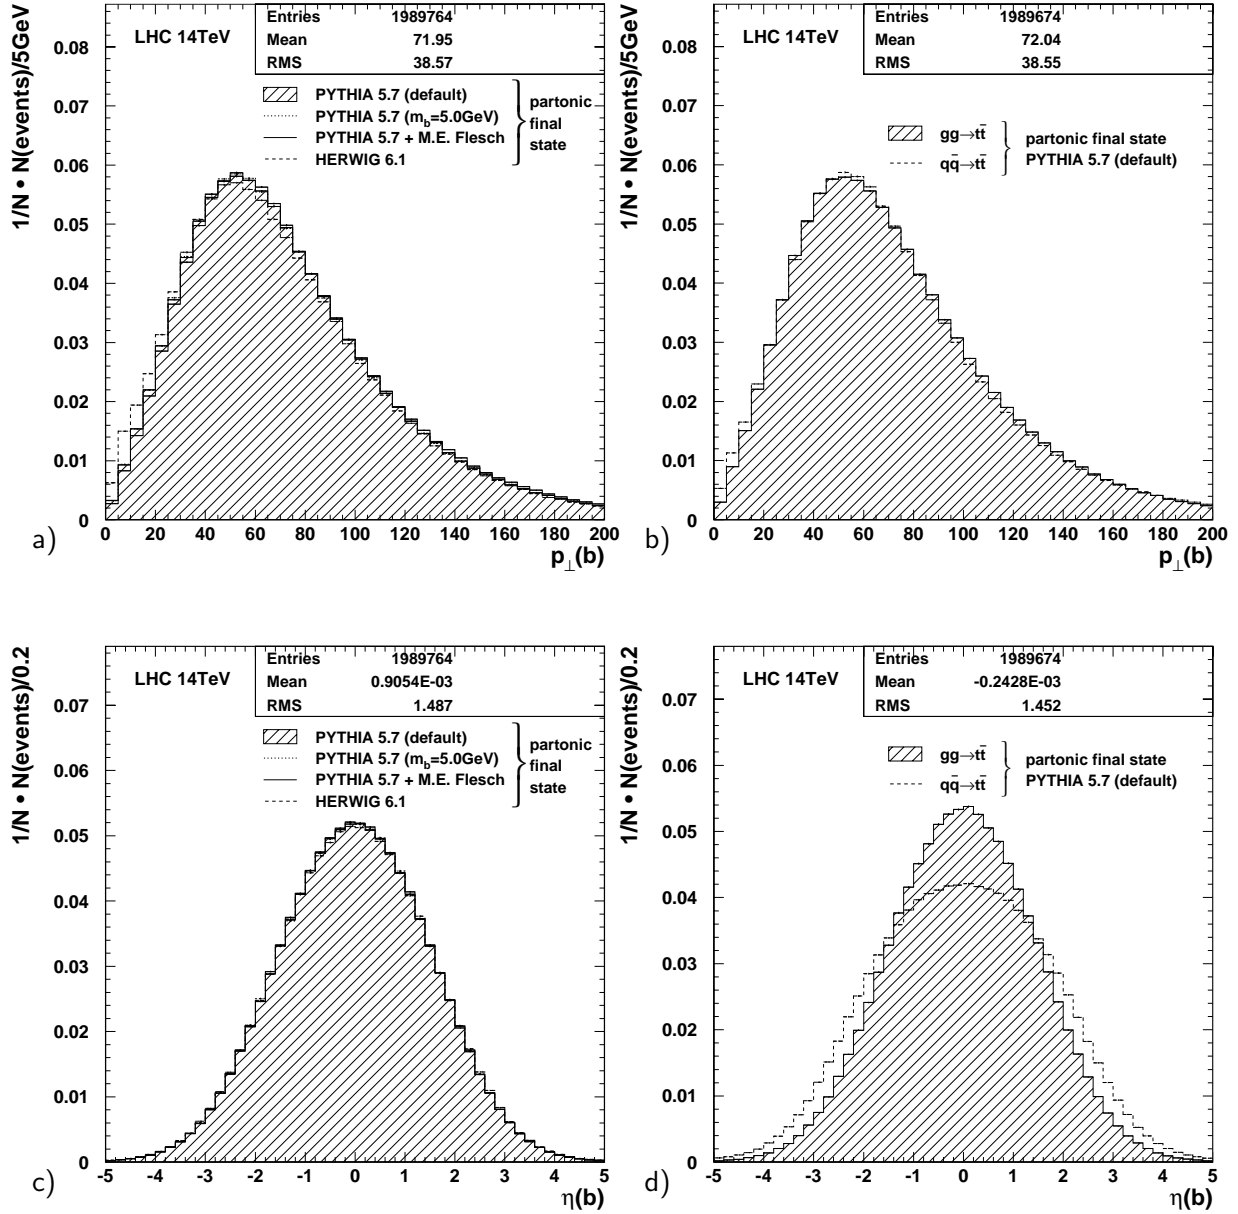 1/N • N(events)/5GeV
LHC 14TeV
Entries 1989764
Mean 71.95
RMS 38.57
PYTHIA 5.7 (default)
PYTHIA 5.7 (m_b=5.0GeV)
PYTHIA 5.7 + M.E. Flesch
HERWIG 6.1
partonic
final
state
0.08
0.07
0.06
0.05
0.04
0.03
0.02
0.01
0
0 20 40 60 80 100 120 140 160 180 200
a)
p⊥(b)
1/N • N(events)/5GeV
LHC 14TeV
Entries 1989674
Mean 72.04
RMS 38.55
gg→tt̄
qq̄→tt̄
partonic final state
PYTHIA 5.7 (default)
0.08
0.07
0.06
0.05
0.04
0.03
0.02
0.01
0
0 20 40 60 80 100 120 140 160 180 200
b)
p⊥(b)
1/N • N(events)/0.2
LHC 14TeV
Entries 1989764
Mean 0.9054E-03
RMS 1.487
PYTHIA 5.7 (default)
PYTHIA 5.7 (m_b=5.0GeV)
PYTHIA 5.7 + M.E. Flesch
HERWIG 6.1
partonic
final
state
0.07
0.06
0.05
0.04
0.03
0.02
0.01
0
-5 -4 -3 -2 -1 0 1 2 3 4 5
c)
η(b)
1/N • N(events)/0.2
LHC 14TeV
Entries 1989674
Mean -0.2428E-03
RMS 1.452
gg→tt̄
qq̄→tt̄
partonic final state
PYTHIA 5.7 (default)
0.07
0.06
0.05
0.04
0.03
0.02
0.01
0
-5 -4 -3 -2 -1 0 1 2 3 4 5
d)
η(b)